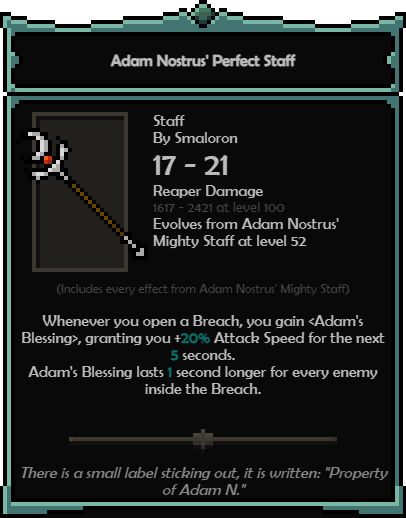 Adam Nostrus' Perfect Staff
Staff
By Smaloron
17 - 21
Reaper Damage
1617 - 2421 at level 100
Evolves from Adam Nostrus'
Mighty Staff at level 52
(Includes every effect from Adam Nostrus' Mighty Staff)
Whenever you open a Breach, you gain <Adam's
Blessing>, granting you +20% Attack Speed for the next
5 seconds.
Adam's Blessing lasts 1 second longer for every enemy
inside the Breach.
There is a small label sticking out, it is written: "Property
of Adam N."